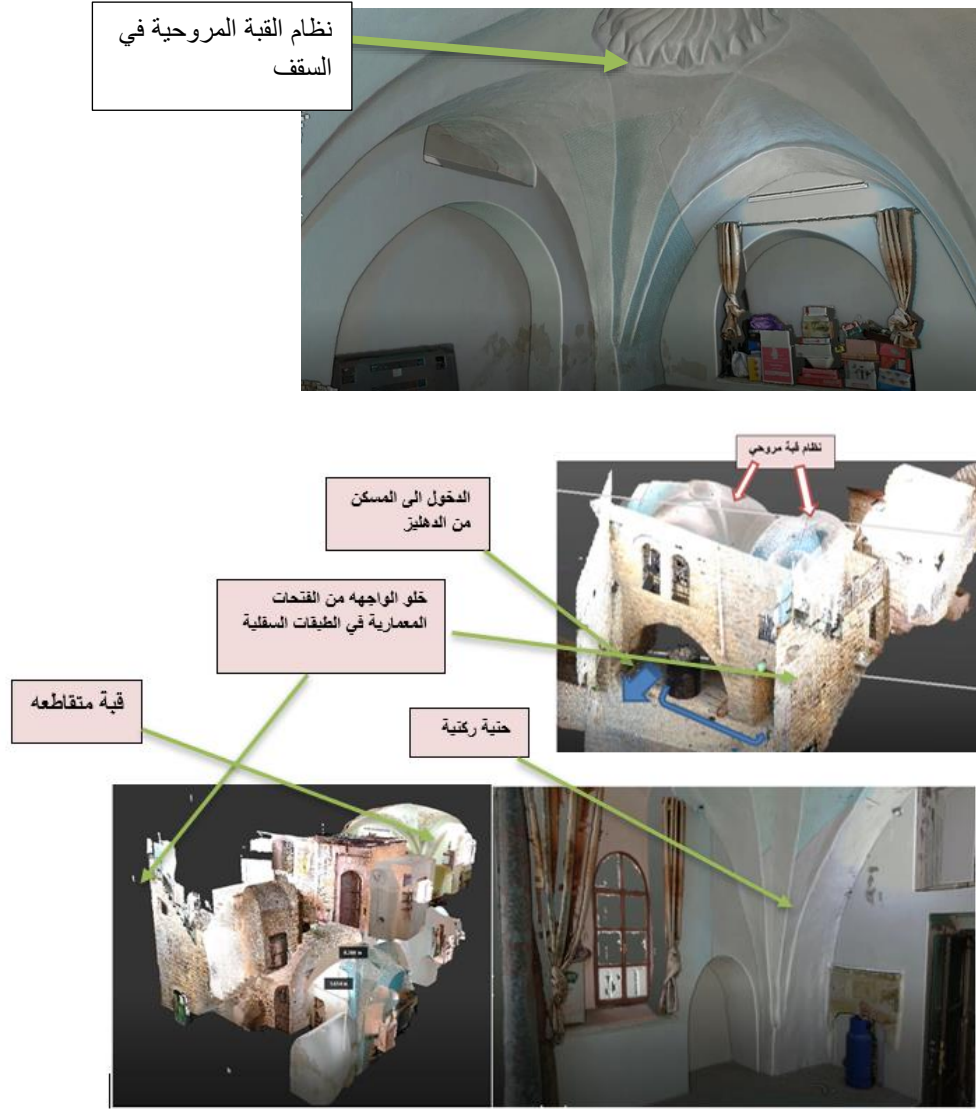 نظام القبة المروحية في
السقف
نظام قبة مروحي
الدخول الى المسكن
من الدهليز
خلو الواجهه من الفتحات
المعمارية في الطبقات السفلية
قبة متقاطعه
حنية ركنية